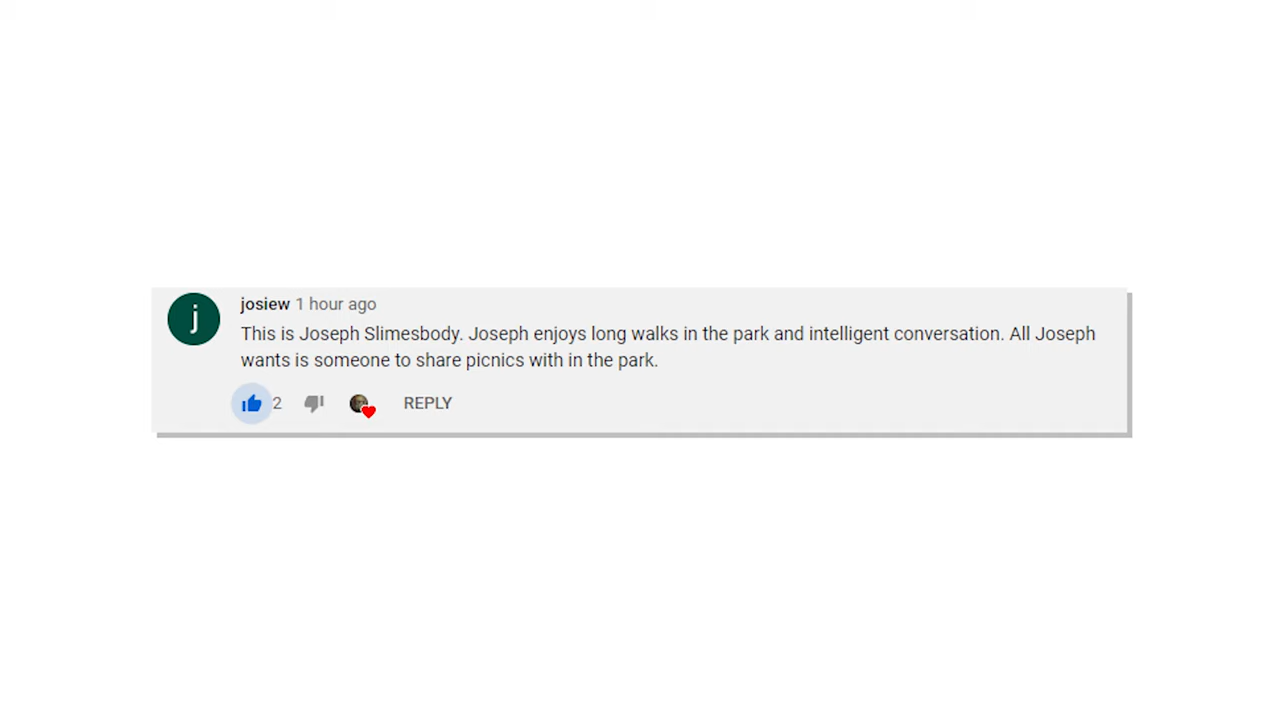 j
josiew 1 hour ago
This is Joseph Slimesbody. Joseph enjoys long walks in the park and intelligent conversation. All Joseph
wants is someone to share picnics with in the park.
2 REPLY